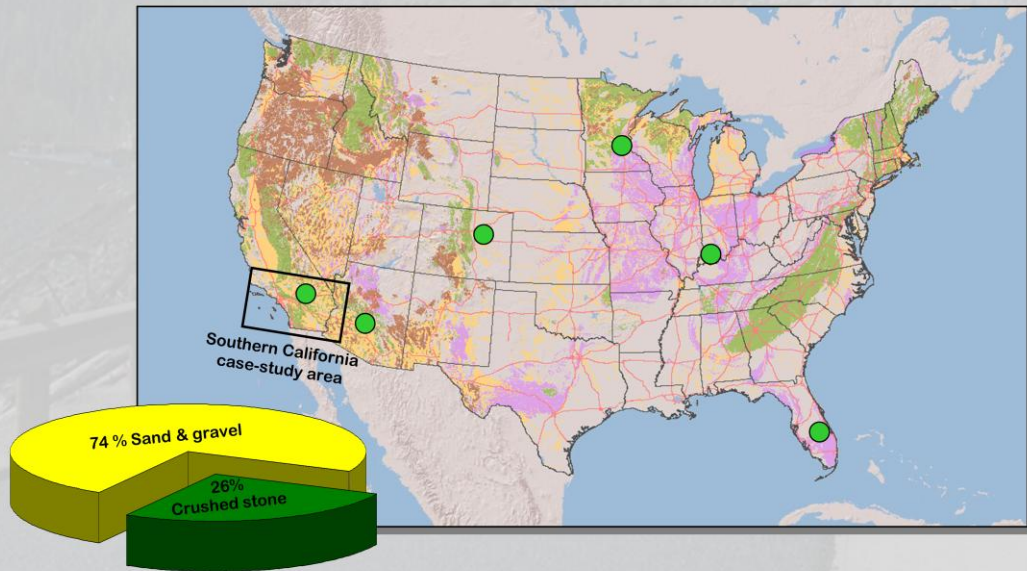 Southern California
case-study area
74 % Sand & gravel
26%
Crushed stone